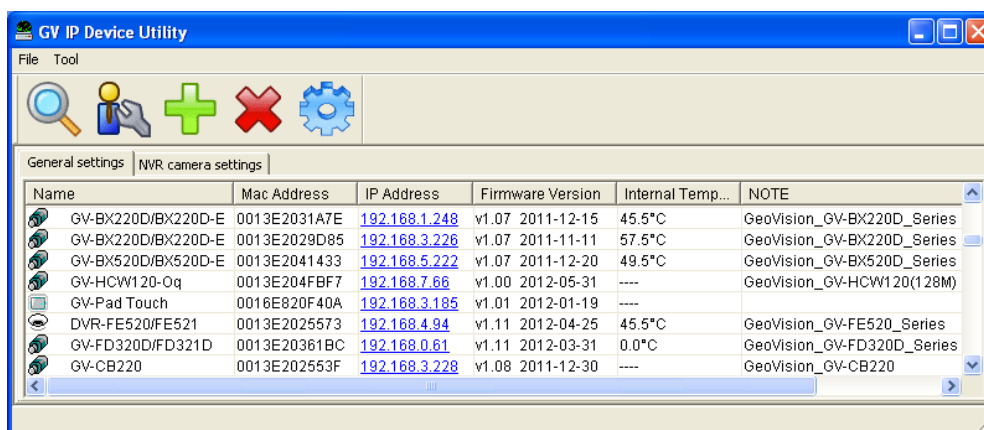 GV IP Device Utility
File Tool
General settings NVR camera settings
Name Mac Address IP Address Firmware Version Internal Temp... NOTE
GV-BX220D/BX220D-E 0013E2031A7E 192.168.1.248 v1.07 2011-12-15 45.5°C GeoVision_GV-BX220D_Series
GV-BX220D/BX220D-E 0013E2029D85 192.168.3.226 v1.07 2011-11-11 57.5°C GeoVision_GV-BX220D_Series
GV-BX520D/BX520D-E 0013E2041433 192.168.5.222 v1.07 2011-12-20 49.5°C GeoVision_GV-BX520D_Series
GV-HCW120-Oq 0013E204FBF7 192.168.7.66 v1.00 2012-05-31 ---- GeoVision_GV-HCW120(128M)
GV-Pad Touch 0016E820F40A 192.168.3.185 v1.01 2012-01-19 ----
DVR-FE520/FE521 0013E2025573 192.168.4.94 v1.11 2012-04-25 45.5°C GeoVision_GV-FE520_Series
GV-FD320D/FD321D 0013E20361BC 192.168.0.61 v1.11 2012-03-31 0.0°C GeoVision_GV-FD320D_Series
GV-CB220 0013E202553F 192.168.3.228 v1.08 2011-12-30 ---- GeoVision_GV-CB220